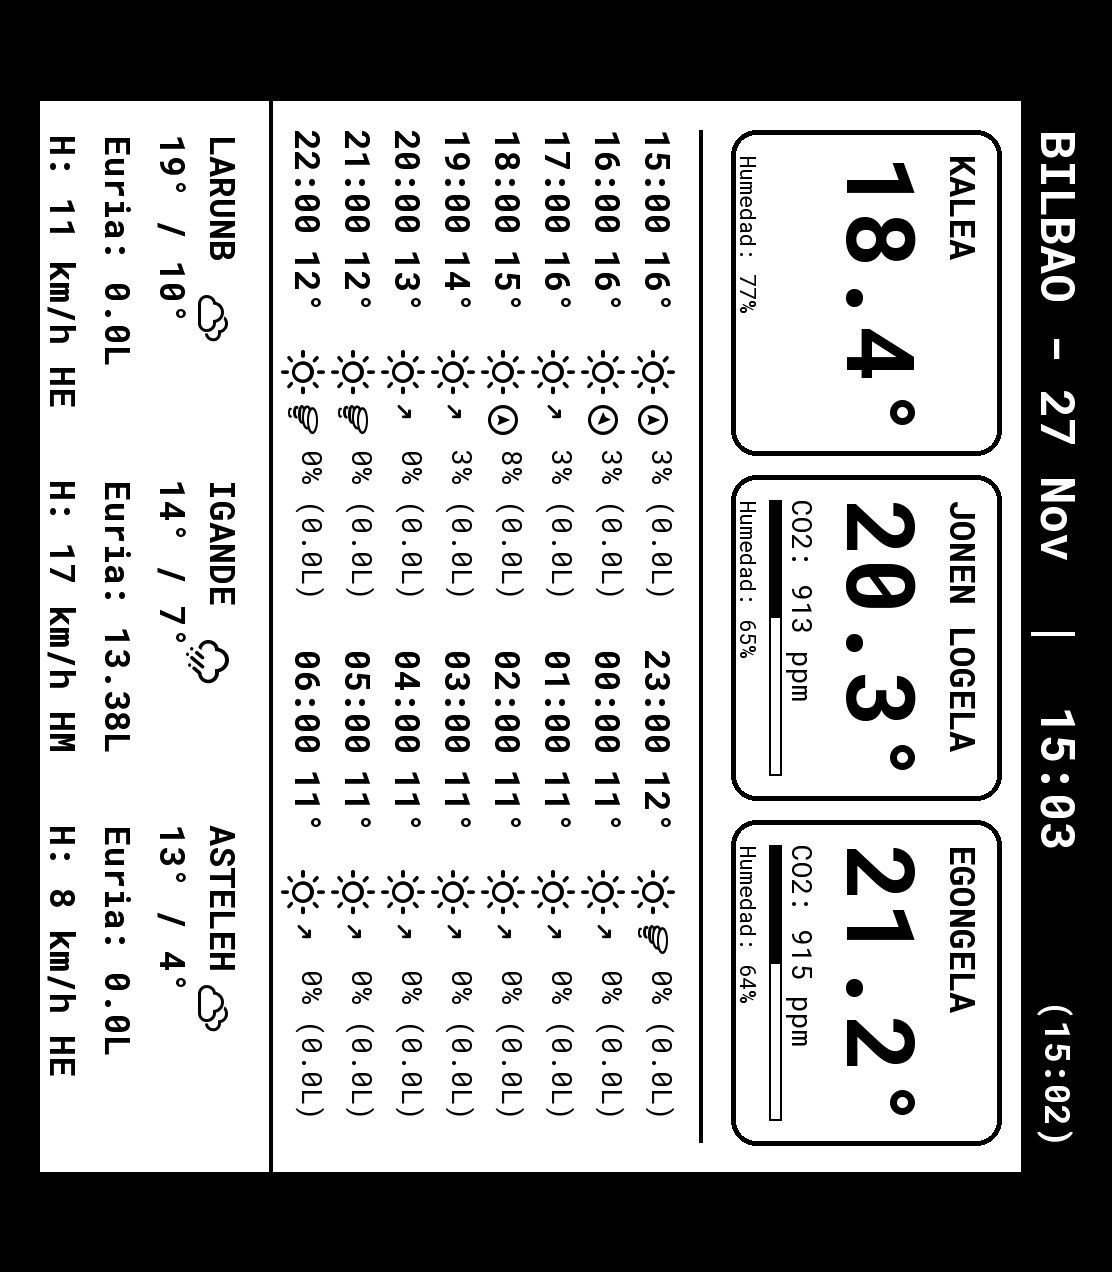 BILBAO - 27 Nov | 15:03 (15:02)
KALEA
18.4°
Humedad: 77%
JONEN LOGELA
20.3°
CO2: 913 ppm
Humedad: 65%
EGONGELA
21.2°
CO2: 915 ppm
Humedad: 64%
15:00 16° 3% (0.0L)
16:00 16° 3% (0.0L)
17:00 16° 3% (0.0L)
18:00 15° 8% (0.0L)
19:00 14° 3% (0.0L)
20:00 13° 0% (0.0L)
21:00 12° 0% (0.0L)
22:00 12° 0% (0.0L)
23:00 12° 0% (0.0L)
00:00 11° 0% (0.0L)
01:00 11° 0% (0.0L)
02:00 11° 0% (0.0L)
03:00 11° 0% (0.0L)
04:00 11° 0% (0.0L)
05:00 11° 0% (0.0L)
06:00 11° 0% (0.0L)
LARUNB
19° / 10°
Euria: 0.0L
H: 11 km/h HE
IGANDE
14° / 7°
Euria: 13.38L
H: 17 km/h HM
ASTELEH
13° / 4°
Euria: 0.0L
H: 8 km/h HE